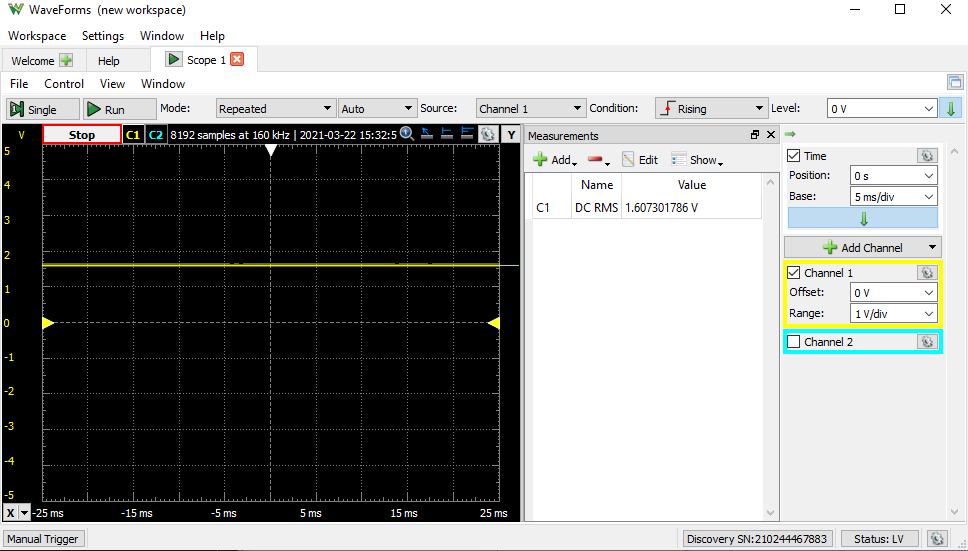 WaveForms (new workspace)
Workspace Settings Window Help
Welcome Help Scope 1
File Control View Window
Single Run Mode: Repeated Auto Source: Channel 1 Condition: Rising Level: 0 V
V Stop C1 C2 8192 samples at 160 kHz | 2021-03-22 15:32:5 Y
Measurements
Add Edit Show
Name Value
C1 DC RMS 1.607301786 V
Time
Position: 0 s
Base: 5 ms/div
Add Channel
Channel 1
Offset: 0 V
Range: 1 V/div
Channel 2
5
4
3
2
1
0
-1
-2
-3
-4
-5
X -25 ms -15 ms -5 ms 5 ms 15 ms 25 ms
Manual Trigger Discovery SN:210244467883 Status: LV